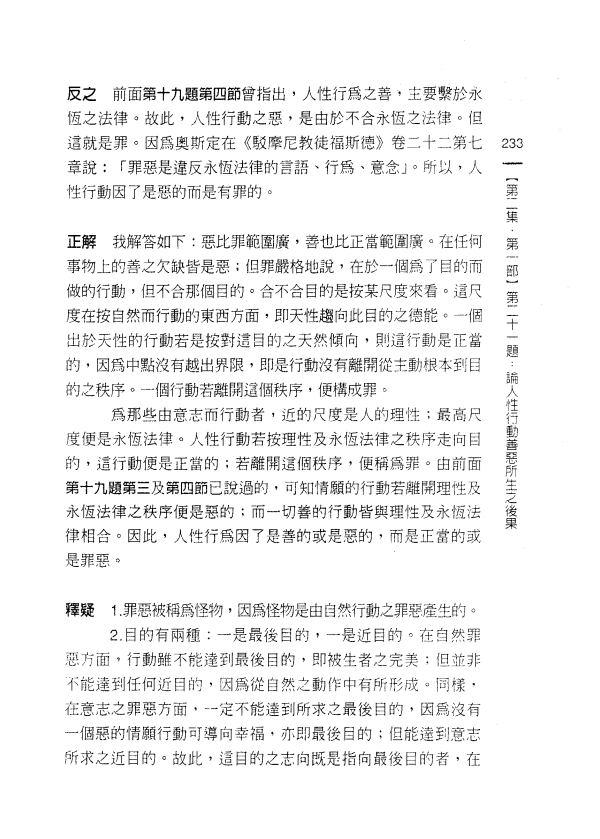 反之　前面第十九題第四節曾指出，人性行爲之善，主要繫於永
恆之法律。故此，人性行動之惡，是由於不合永恆之法律。但
這就是罪。因爲奧斯定在《駁摩尼教徒福斯德》卷二十二第七
章說：「罪惡是違反永恆法律的言語、行爲、意念」。所以，人
性行動因了是惡的而是有罪的。
正解　我解答如下：惡比罪範圍廣，善也比正當範圍廣。在任何
事物上的善之欠缺皆是惡；但罪嚴格地說，在於一個爲了目的而
做的行動，但不合那個目的。合不合目的是按某尺度來看。這尺
度在按自然而行動的東西方面，即天性趨向此目的之德能。一個
出於天性的行動若是按對這目的之天然傾向，則這行動是正當
的，因爲中點沒有越出界限，即是行動沒有離開從主動根本到目
的之秩序。一個行動若離開這個秩序，便構成罪。
爲那些由意志而行動者，近的尺度是人的理性；最高尺
度便是永恆法律。人性行動若按理性及永恆法律之秩序走向目
的，這行動便是正當的；若離開這個秩序，便稱爲罪。由前面
第十九題第三及第四節已說過的，可知情願的行動若離開理性及
永恆法律之秩序便是惡的；而一切善的行動皆與理性及永恆法
律相合。因此，人性行爲因了是善的或是惡的，而是正當的或
是罪惡。
釋疑　1.罪惡被稱爲怪物，因爲怪物是由自然行動之罪惡產生的。
2.目的有兩種：一是最後目的，一是近目的。在自然罪
惡方面，行動雖不能達到最後目的，即被生者之完美；但並非
不能達到任何近目的，因爲從自然之動作中有所形成。同樣，
在意志之罪惡方面，一定不能達到所求之最後目的，因爲沒有
一個惡的情願行動可導向幸福，亦即最後目的；但能達到意志
所求之近目的。故此，這目的之志向既是指向最後目的者，在
233
【第二集．第一部】第二十一題：論人性行動善惡所生之後果